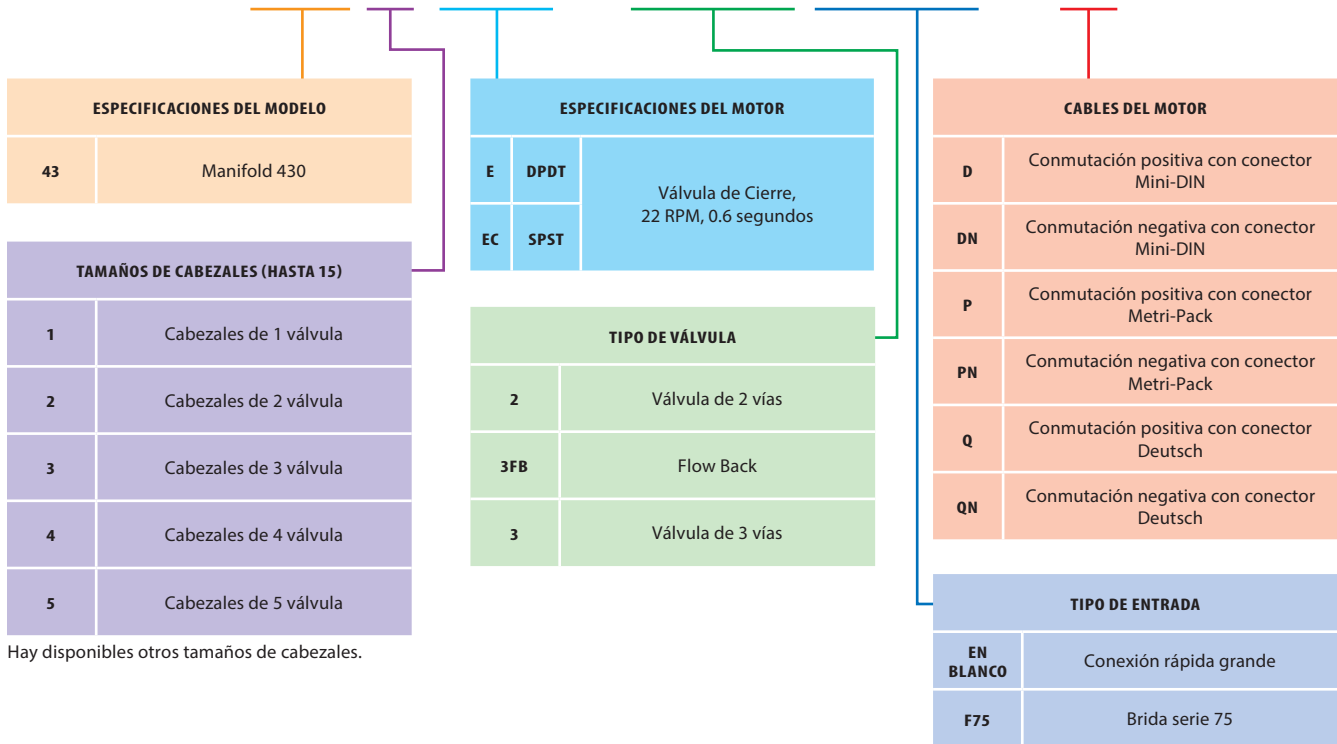 ESPECIFICACIONES DEL MODELO
43 Manifold 430
TAMAÑOS DE CABEZALES (HASTA 15)
1 Cabezales de 1 válvula
2 Cabezales de 2 válvula
3 Cabezales de 3 válvula
4 Cabezales de 4 válvula
5 Cabezales de 5 válvula
Hay disponibles otros tamaños de cabezales.
ESPECIFICACIONES DEL MOTOR
E DPDT
EC SPST
Válvula de Cierre,
22 RPM, 0.6 segundos
TIPO DE VÁLVULA
2 Válvula de 2 vías
3FB Flow Back
3 Válvula de 3 vías
CABLES DEL MOTOR
D Conmutación positiva con conector
Mini-DIN
DN Conmutación negativa con conector
Mini-DIN
P Conmutación positiva con conector
Metri-Pack
PN Conmutación negativa con conector
Metri-Pack
Q Conmutación positiva con conector
Deutsch
QN Conmutación negativa con conector
Deutsch
TIPO DE ENTRADA
EN
BLANCO Conexión rápida grande
F75 Brida serie 75